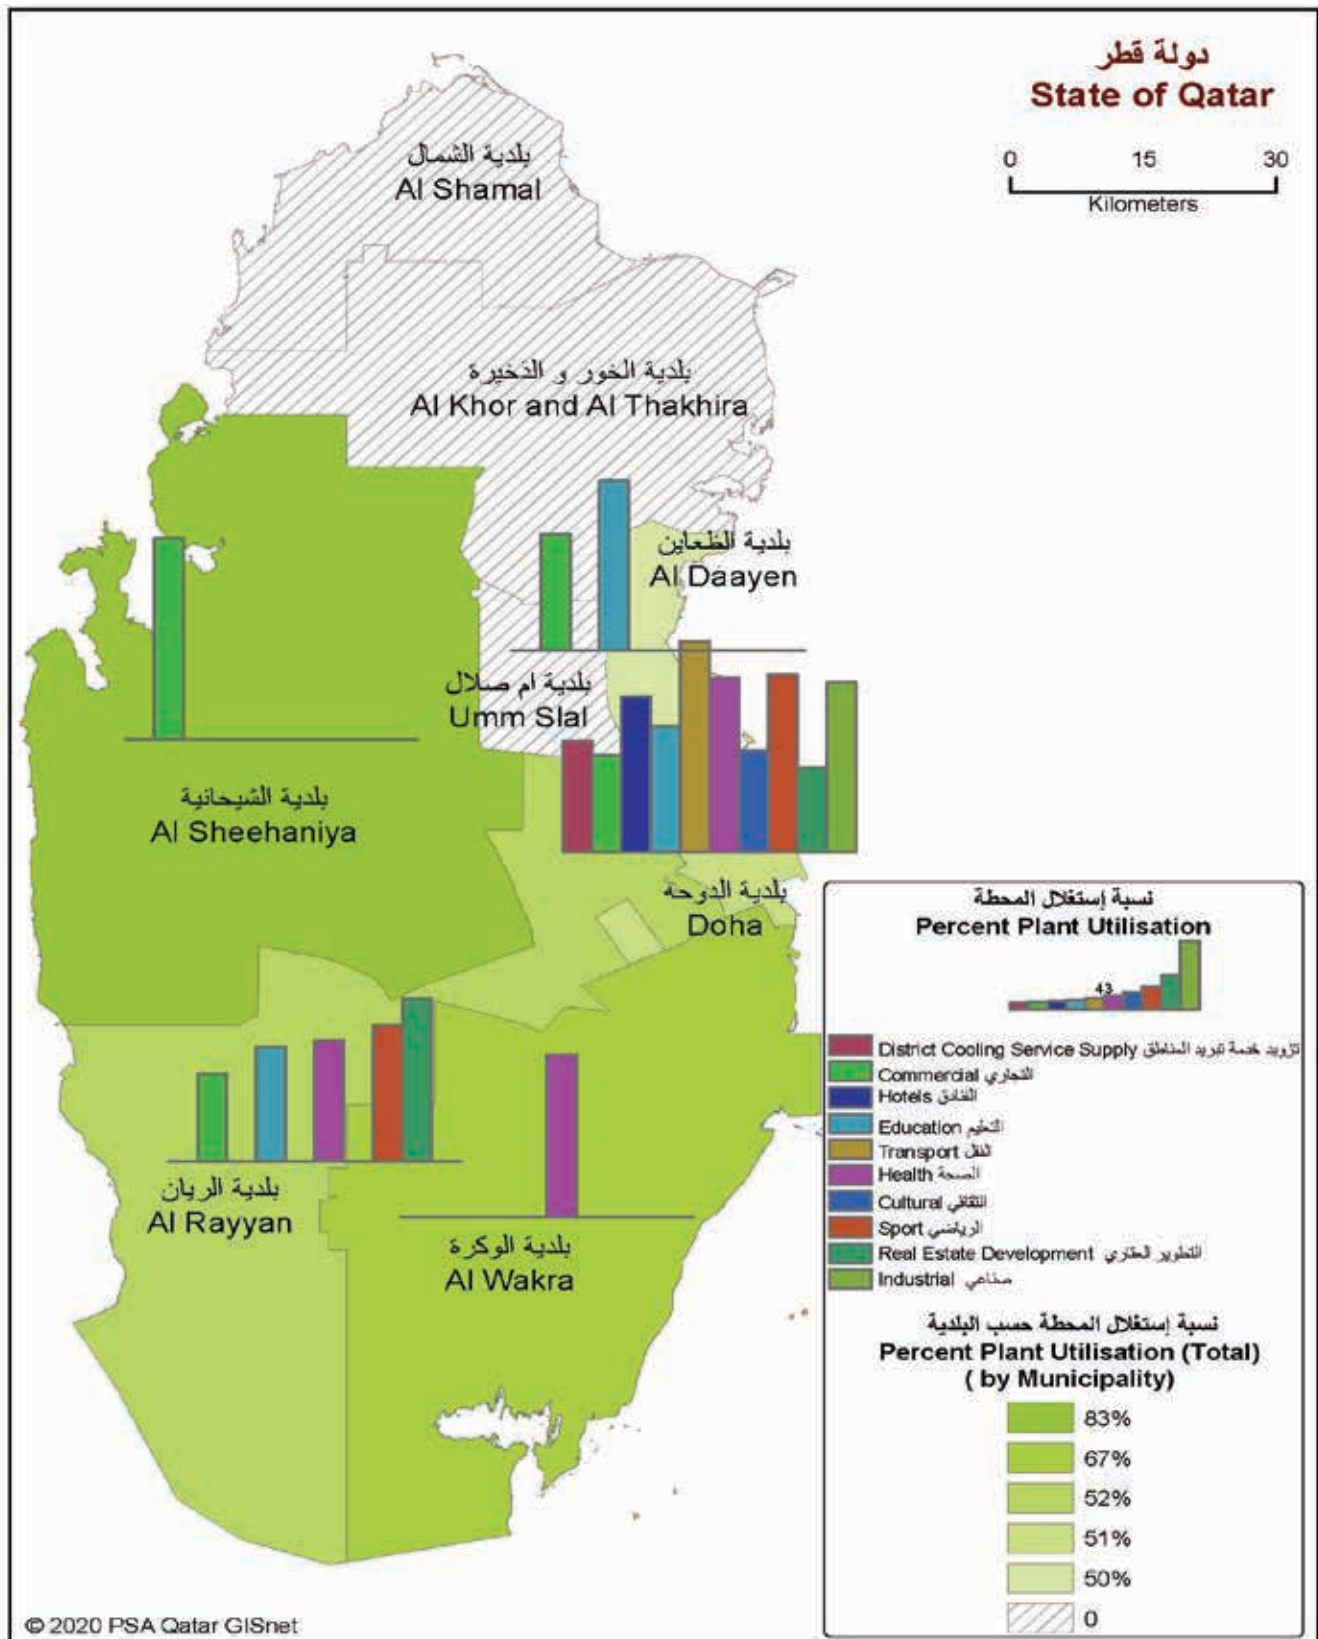 دولة قطر
State of Qatar
0 15 30
Kilometers
بلدية الشمال
Al Shamal
بلدية الخور و الذخيرة
Al Khor and Al Thakhira
بلدية الظعاين
Al Daayen
بلدية ام صلال
Umm Slal
بلدية الشيحانية
Al Sheehaniya
بلدية الدوحة
Doha
بلدية الريان
Al Rayyan
بلدية الوكرة
Al Wakra
نسبة إستغلال المحطة
Percent Plant Utilisation
43
District Cooling Service Supply تزويد خدمة تبريد المناطق
Commercial التجاري
Hotels الفنادق
Education التعليم
Transport النقل
Health الصحة
Cultural الثقافي
Sport الرياضي
Real Estate Development التطوير العقاري
Industrial صناعي
نسبة إستغلال المحطة حسب البلدية
Percent Plant Utilisation (Total)
( by Municipality)
83%
67%
52%
51%
50%
0
© 2020 PSA Qatar GISnet